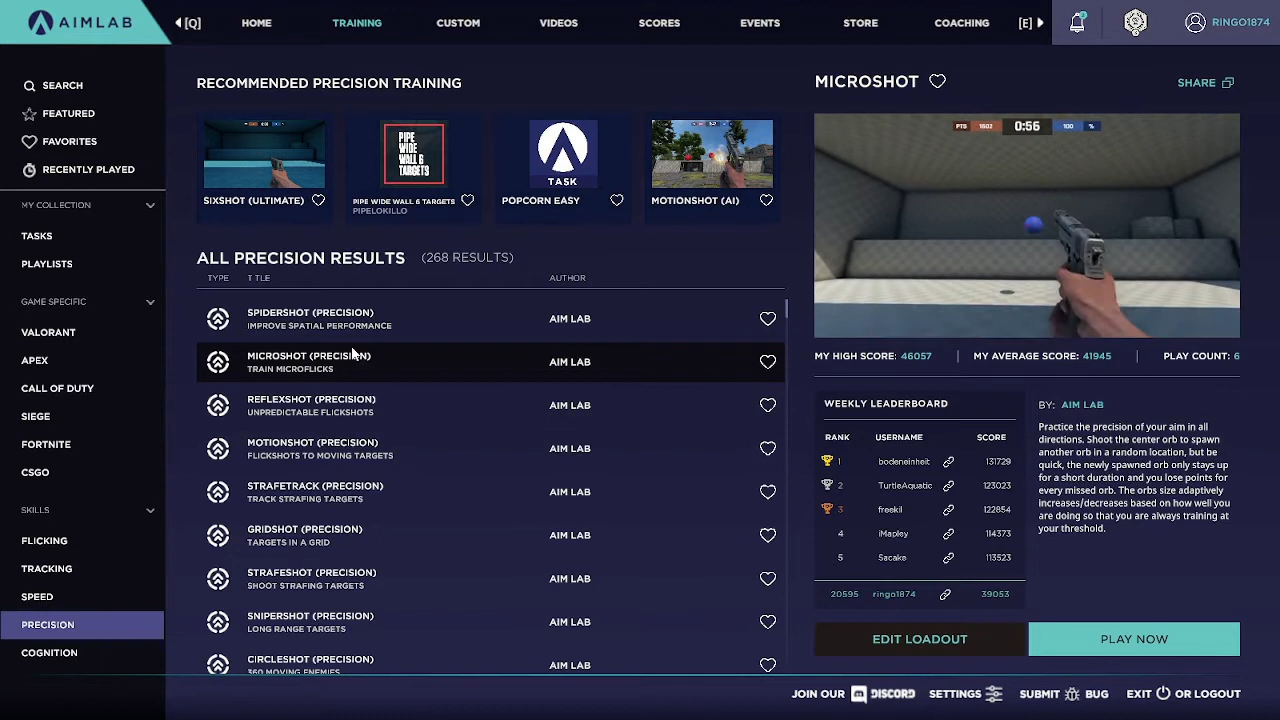 AIMLAB
[Q]
HOME
TRAINING
CUSTOM
VIDEOS
SCORES
EVENTS
STORE
COACHING
[E]
RINGO1874
SEARCH
FEATURED
FAVORITES
RECENTLY PLAYED
MY COLLECTION
TASKS
PLAYLISTS
GAME SPECIFIC
VALORANT
APEX
CALL OF DUTY
SIEGE
FORTNITE
CSGO
SKILLS
FLICKING
TRACKING
SPEED
PRECISION
COGNITION
RECOMMENDED PRECISION TRAINING
SIXSHOT (ULTIMATE)
PIPE
WIDE
WALL 6
TARGETS
PIPE WIDE WALL 6 TARGETS
PIPELOKILLO
TASK
POPCORN EASY
MOTIONSHOT (AI)
ALL PRECISION RESULTS (268 RESULTS)
TYPE TITLE AUTHOR
SPIDERSHOT (PRECISION)
IMPROVE SPATIAL PERFORMANCE
AIM LAB
MICROSHOT (PRECISION)
TRAIN MICROFLICKS
AIM LAB
REFLEXSHOT (PRECISION)
UNPREDICTABLE FLICKSHOTS
AIM LAB
MOTIONSHOT (PRECISION)
FLICKSHOTS TO MOVING TARGETS
AIM LAB
STRAFETRACK (PRECISION)
TRACK STRAFING TARGETS
AIM LAB
GRIDSHOT (PRECISION)
TARGETS IN A GRID
AIM LAB
STRAFESHOT (PRECISION)
SHOOT STRAFING TARGETS
AIM LAB
SNIPERSHOT (PRECISION)
LONG RANGE TARGETS
AIM LAB
CIRCLESHOT (PRECISION)
360 MOVING ENEMIES
AIM LAB
MICROSHOT
SHARE
PTS 1602 0:56 100 %
MY HIGH SCORE: 46057 MY AVERAGE SCORE: 41945 PLAY COUNT: 6
WEEKLY LEADERBOARD
RANK USERNAME SCORE
1 bodeneinheit 131729
2 TurtleAquatic 123023
3 freekil 122854
4 iMapley 114373
5 Sacake 113523
20595 ringo1874 39053
BY: AIM LAB
Practice the precision of your aim in all
directions. Shoot the center orb to spawn
another orb in a random location, but be
quick, the newly spawned orb only stays up
for a short duration and you lose points for
every missed orb. The orbs size adaptively
increases/decreases based on how well you
are doing so that you are always training at
your threshold.
EDIT LOADOUT
PLAY NOW
JOIN OUR DISCORD
SETTINGS
SUBMIT BUG
EXIT OR LOGOUT